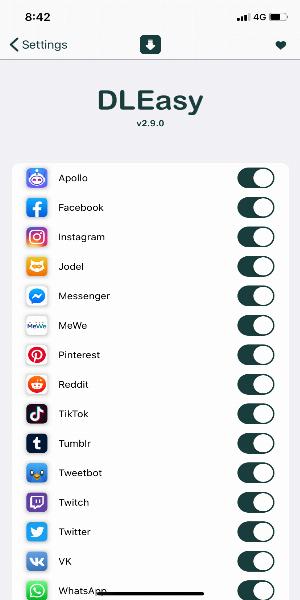 8:42
4G
Settings
DLEasy
v2.9.0
Apollo
Facebook
Instagram
Jodel
Messenger
MeWe
MeWe
Pinterest
Reddit
TikTok
Tumblr
Tweetbot
Twitch
Twitter
VK
WhatsApp